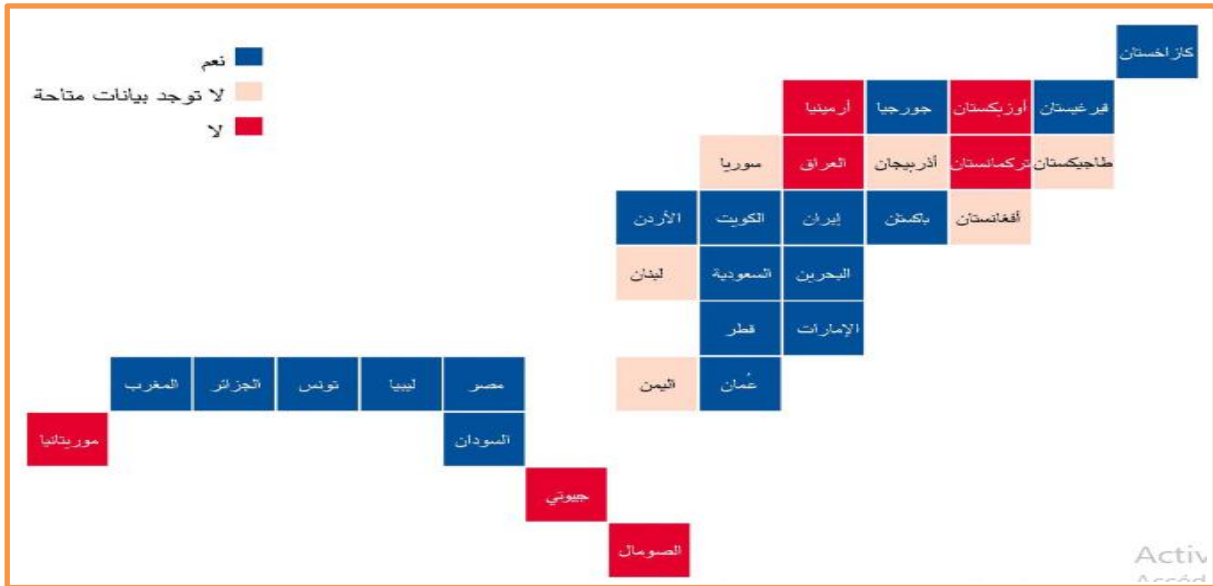 كازاخستان
نعم
لا توجد بيانات متاحة
لا
قيرغيستان أوزبكستان جورجيا أرمينيا
طاجيكستان تركمانستان أذربيجان العراق سوريا
أفغانستان باكستان إيران الكويت الأردن
البحرين السعودية لبنان
الإمارات قطر
عُمان اليمن مصر ليبيا تونس الجزائر المغرب
السودان موريتانيا
جيبوتي
الصومال
Activ
Accéd